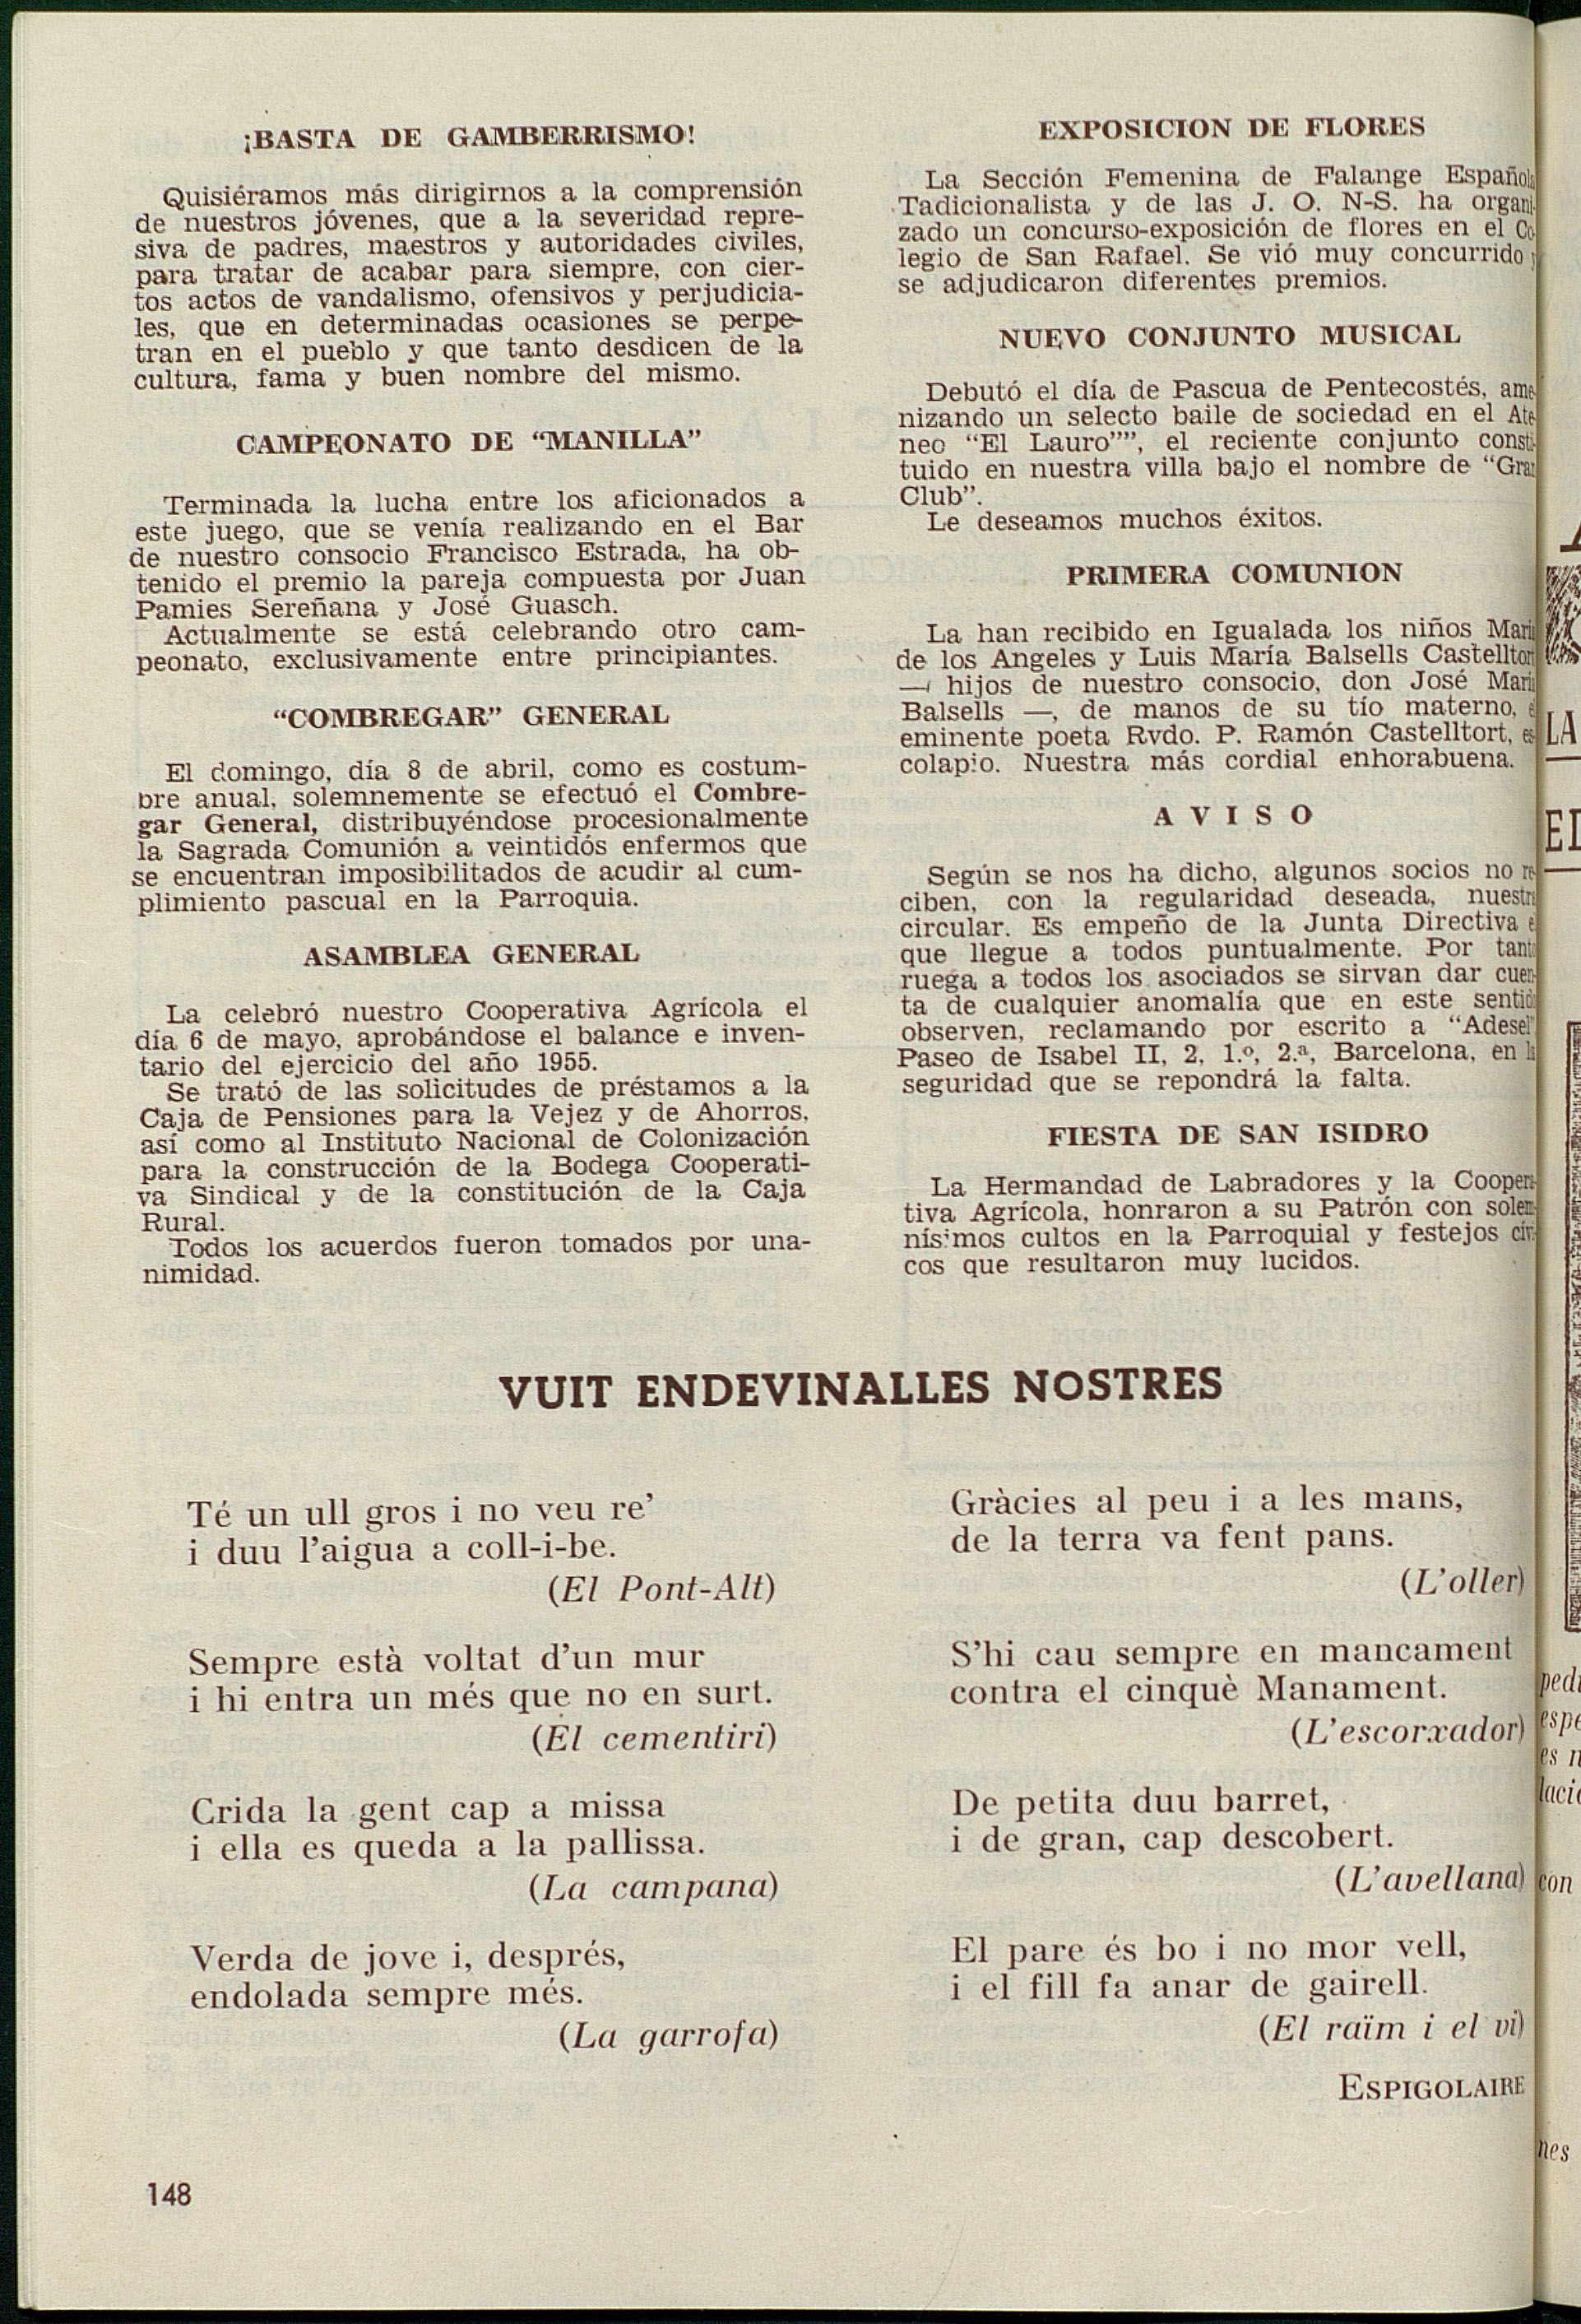 ¡BASTA DE GAMBERRISMO!
Quisiéramos más dirigirnos a la comprensión
de nuestros jóvenes, que a la severidad repre-
siva de padres, maestros y autoridades civiles,
para tratar de acabar para siempre, con cier-
tos actos de vandalismo, ofensivos y perjudicia-
les, que en determinadas ocasiones se perpe-
tran en el pueblo y que tanto desdicen de la
cultura, fama y buen nombre del mismo.
CAMPEONATO DE “MANILLA”
Terminada la lucha entre los aficionados a
este juego, que se venía realizando en el Bar
de nuestro consocio Francisco Estrada, ha ob-
tenido el premio la pareja compuesta por Juan
Pamies Sereñana y José Guasch.
Actualmente se está celebrando otro cam-
peonato, exclusivamente entre principiantes.
“COMBREGAR” GENERAL
El domingo, día 8 de abril, como es costum-
bre anual, solemnemente se efectuó el Combre-
gar General, distribuyéndose procesionalmente
la Sagrada Comunión a veintidós enfermos que
se encuentran imposibilitados de acudir al cum-
plimiento pascual en la Parroquia.
ASAMBLEA GENERAL
La celebró nuestro Cooperativa Agrícola el
día 6 de mayo, aprobándose el balance e inven-
tario del ejercicio del año 1955.
Se trató de las solicitudes de préstamos a la
Caja de Pensiones para la Vejez y de Ahorros,
así como al Instituto Nacional de Colonización
para la construcción de la Bodega Cooperati-
va Sindical y de la constitución de la Caja
Rural.
Todos los acuerdos fueron tomados por una-
nimidad.
EXPOSICION DE FLORES
La Sección Femenina de Falange Española
Tadicionalista y de las J. O. N-S. ha organi-
zado un concurso-exposición de flores en el Co-
legio de San Rafael. Se vió muy concurrido y
se adjudicaron diferentes premios.
NUEVO CONJUNTO MUSICAL
Debutó el día de Pascua de Pentecostés, ame-
nizando un selecto baile de sociedad en el Ate-
neo “El Lauro””, el reciente conjunto consti-
tuido en nuestra villa bajo el nombre de “Gran
Club”.
Le deseamos muchos éxitos.
PRIMERA COMUNION
La han recibido en Igualada los niños María
de los Angeles y Luis María Balsells Castelltort
— hijos de nuestro consocio, don José María
Balsells —, de manos de su tío materno, el
eminente poeta Rvdo. P. Ramón Castelltort, es-
colapio. Nuestra más cordial enhorabuena.
AVISO
Según se nos ha dicho, algunos socios no re-
ciben, con la regularidad deseada, nuestra
circular. Es empeño de la Junta Directiva el
que llegue a todos puntualmente. Por tanto
ruega a todos los asociados se sirvan dar cuen-
ta de cualquier anomalía que en este sentido
observen, reclamando por escrito a “Adesel”,
Paseo de Isabel II, 2, 1.º, 2.ª, Barcelona, en la
seguridad que se repondrá la falta.
FIESTA DE SAN ISIDRO
La Hermandad de Labradores y la Coopera-
tiva Agrícola, honraron a su Patrón con solem-
nísimos cultos en la Parroquial y festejos cívi-
cos que resultaron muy lucidos.
VUIT ENDEVINALLES NOSTRES
Té un ull gros i no veu re’
i duu l’aigua a coll-i-be.
(El Pont-Alt)
Sempre està voltat d’un mur
i hi entra un més que no en surt.
(El cementiri)
Crida la gent cap a missa
i ella es queda a la pallissa.
(La campana)
Verda de jove i, després,
endolada sempre més.
(La garrofa)
Gràcies al peu i a les mans,
de la terra va fent pans.
(L’oller)
S’hi cau sempre en mancament
contra el cinquè Manament.
(L’escorxador)
De petita duu barret,
i de gran, cap descobert.
(L’avellana)
El pare és bo i no mor vell,
i el fill fa anar de gairell.
(El raïm i el vi)
ESPIGOLAIRE
148
LA
con